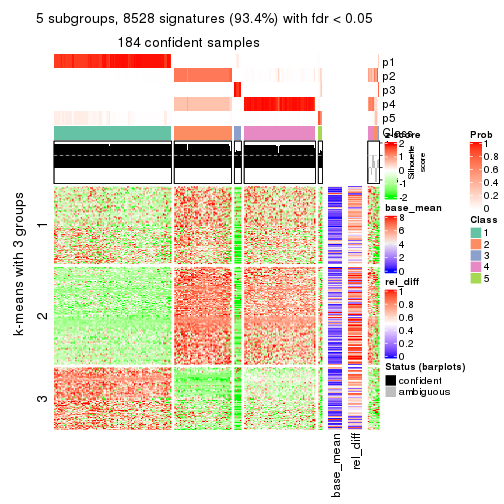 5 subgroups, 8528 signatures (93.4%) with fdr < 0.05
184 confident samples
p1
p2
p3
p4
p5
Class
Silhouette
score
1
2
3
k-means with 3 groups
base_mean
rel_diff
z-score
2
1
0
-1
-2
base_mean
8
6
4
2
0
rel_diff
1
0.8
0.6
0.4
0.2
0
Status (barplots)
confident
ambiguous
Prob
1
0.8
0.6
0.4
0.2
0
Class
1
2
3
4
5